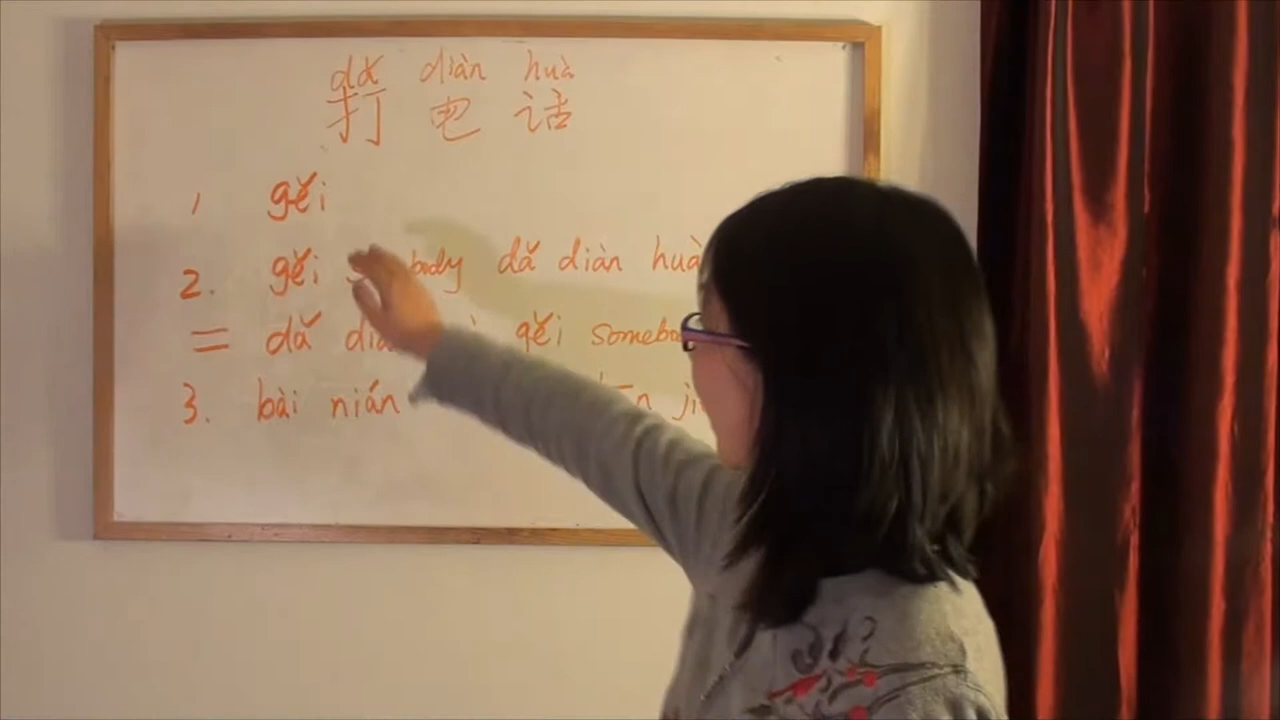 dǎ diàn huà
打 电 话
1 gěi
2. gěi dǎ diàn huà
= dǎ gěi
3. bài nián